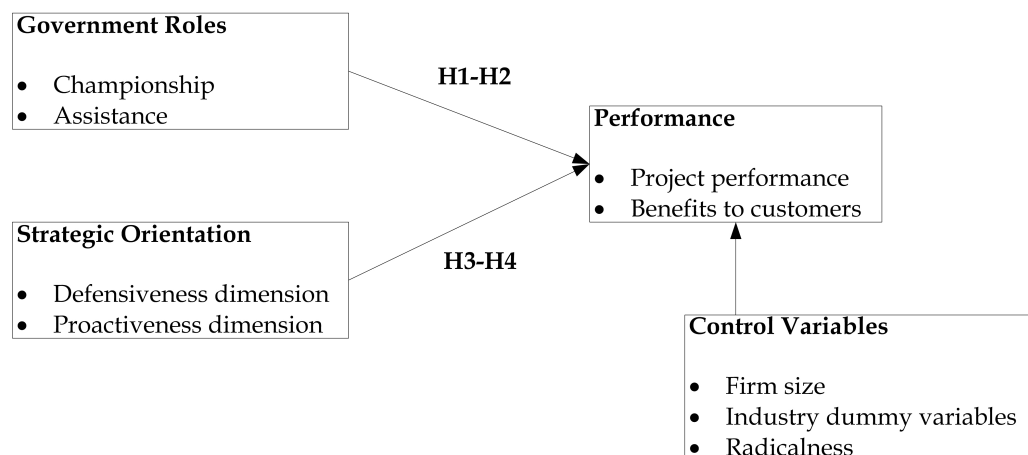 Government Roles
• Championship
• Assistance
H1-H2
Performance
• Project performance
• Benefits to customers
Strategic Orientation
• Defensiveness dimension
• Proactiveness dimension
H3-H4
Control Variables
• Firm size
• Industry dummy variables
• Radicalness